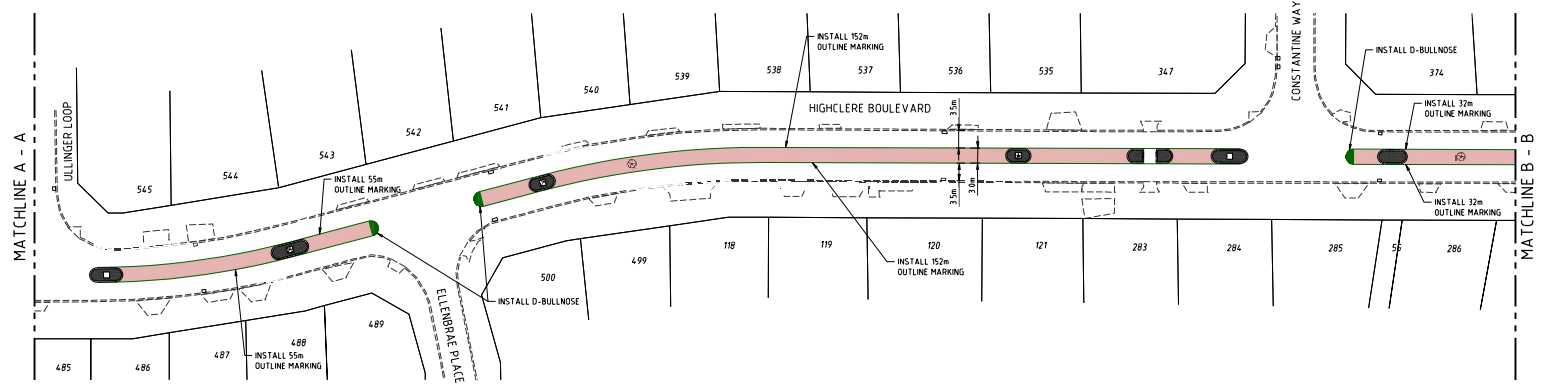 MATCHLINE A - A
ULLINGER LOOP
545
544
543
542
541
540
539
538
537
536
535
347
374
INSTALL 152m
OUTLINE MARKING
HIGHCLERE BOULEVARD
CONSTANTINE WAY
INSTALL D-BULLNOSE
INSTALL 32m
OUTLINE MARKING
3.5m
3.5m
3.0m
INSTALL 55m
OUTLINE MARKING
INSTALL 32m
OUTLINE MARKING
MATCHLINE B - B
INSTALL 152m
OUTLINE MARKING
INSTALL D-BULLNOSE
INSTALL 55m
OUTLINE MARKING
ELLENBRAE PLACE
485
486
487
488
489
500
499
118
119
120
121
283
284
285
56
286